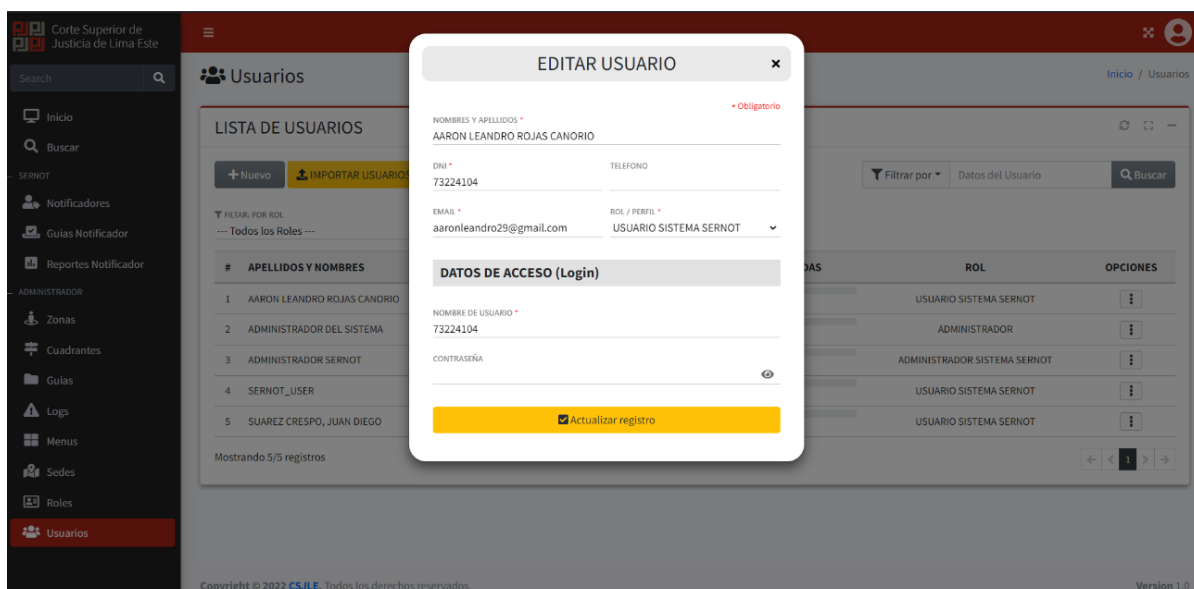 Corte Superior de
Justicia de Lima Este
Search
Inicio
Buscar
SERNOT
Notificadores
Guias Notificador
Reportes Notificador
ADMINISTRADOR
Zonas
Cuadrantes
Guias
Logs
Menus
Sedes
Roles
Usuarios
Usuarios
Inicio / Usuarios
LISTA DE USUARIOS
+ Nuevo
IMPORTAR USUARIOS
Filtrar por
Datos del Usuario
Buscar
FILTAR: POR ROL
--- Todos los Roles ---
# APELLIDOS Y NOMBRES DAS ROL OPCIONES
1 AARON LEANDRO ROJAS CANORIO USUARIO SISTEMA SERNOT
2 ADMINISTRADOR DEL SISTEMA ADMINISTRADOR
3 ADMINISTRADOR SERNOT ADMINISTRADOR SISTEMA SERNOT
4 SERNOT_USER USUARIO SISTEMA SERNOT
5 SUAREZ CRESPO, JUAN DIEGO USUARIO SISTEMA SERNOT
Mostrando 5/5 registros
1
EDITAR USUARIO
* Obligatorio
NOMBRES Y APELLIDOS *
AARON LEANDRO ROJAS CANORIO
DNI * TELEFONO
73224104
EMAIL * ROL / PERFIL *
aaronleandro29@gmail.com USUARIO SISTEMA SERNOT
DATOS DE ACCESO (Login)
NOMBRE DE USUARIO *
73224104
CONTRASEÑA
Actualizar registro
Copyright © 2022 CSJLE. Todos los derechos reservados.
Version 1.0